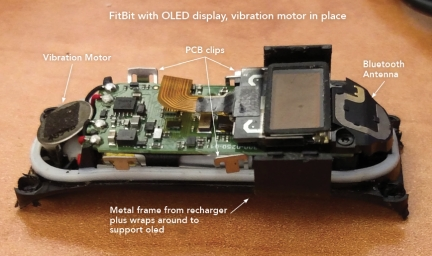 FitBit with OLED display, vibration motor in place
PCB clips
Vibration Motor
Bluetooth
Antenna
Metal frame from recharger
plus wraps around to
support oled